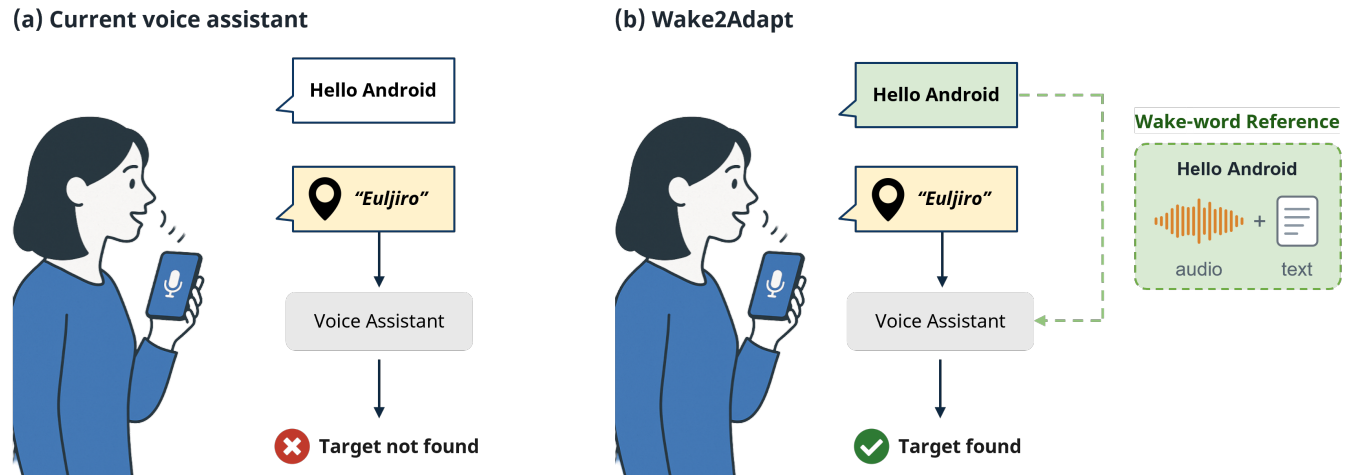 (a) Current voice assistant
Hello Android
“Euljiro”
Voice Assistant
Target not found
(b) Wake2Adapt
Hello Android
“Euljiro”
Voice Assistant
Target found
Wake-word Reference
Hello Android
+
audio
text